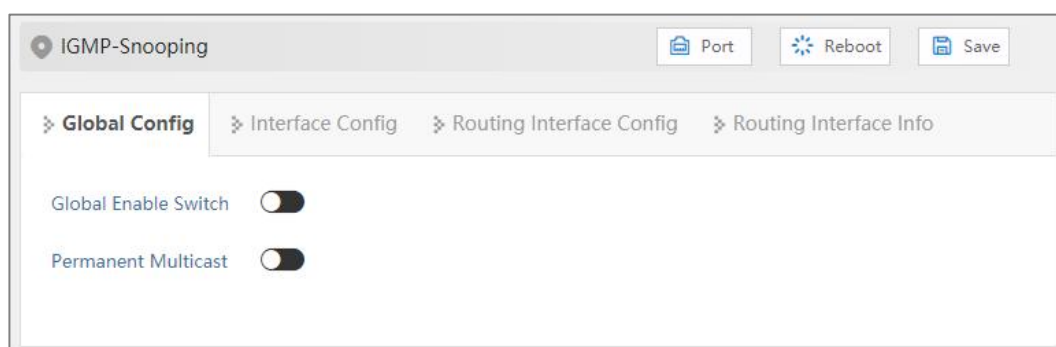 IGMP-Snooping
Port
Reboot
Save
Global Config
Interface Config
Routing Interface Config
Routing Interface Info
Global Enable Switch
Permanent Multicast